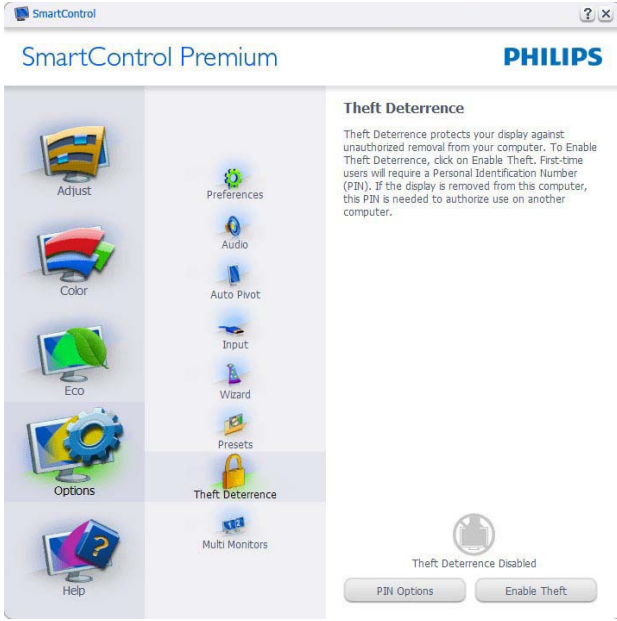 SmartControl
SmartControl Premium
PHILIPS
Adjust
Color
Eco
Options
Help
Preferences
Audio
Auto Pivot
Input
Wizard
Presets
Theft Deterrence
Multi Monitors
Theft Deterrence
Theft Deterrence protects your display against
unauthorized removal from your computer. To Enable
Theft Deterrence, click on Enable Theft. First-time
users will require a Personal Identification Number
(PIN). If the display is removed from this computer,
this PIN is needed to authorize use on another
computer.
Theft Deterrence Disabled
PIN Options
Enable Theft